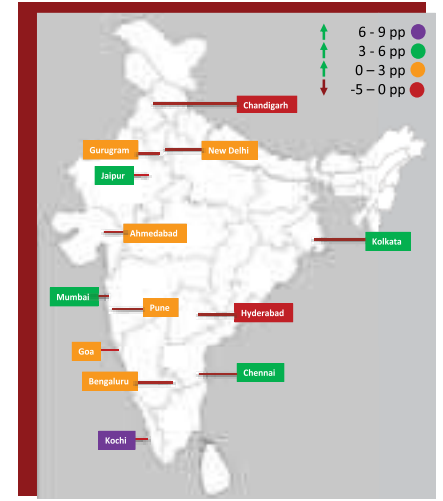 6 - 9 pp
3 - 6 pp
0 – 3 pp
-5 – 0 pp
Chandigarh
Gurugram
New Delhi
Jaipur
Ahmedabad
Kolkata
Mumbai
Pune
Hyderabad
Goa
Chennai
Bengaluru
Kochi